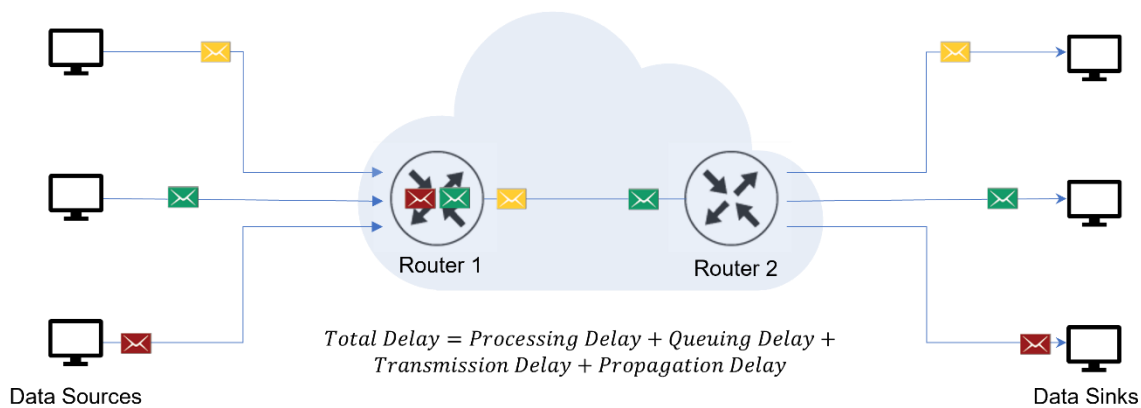 Router 1
Router 2
Total Delay = Processing Delay + Queuing Delay +
Transmission Delay + Propagation Delay
Data Sources
Data Sinks